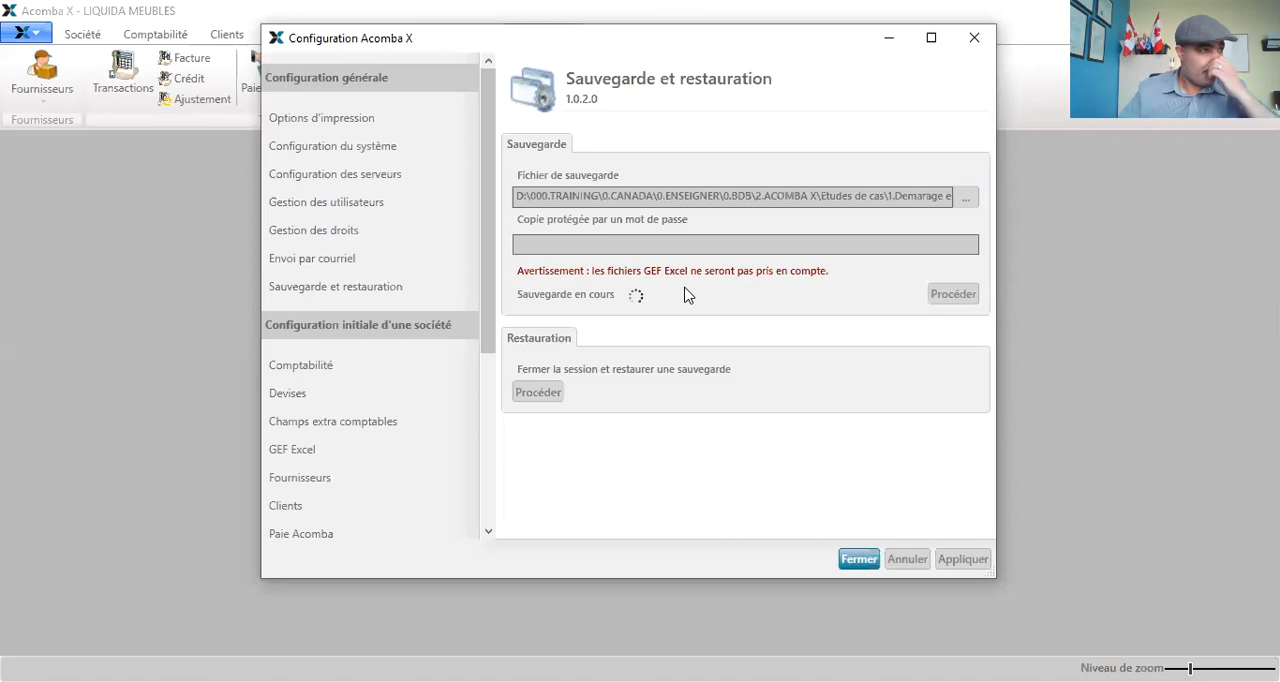 Acomba X - LIQUIDA MEUBLES
Société
Comptabilité
Clients
Fournisseurs
Transactions
Facture
Crédit
Ajustement
Paie
Fournisseurs
Configuration Acomba X
Configuration générale
Options d'impression
Configuration du système
Configuration des serveurs
Gestion des utilisateurs
Gestion des droits
Envoi par courriel
Sauvegarde et restauration
Configuration initiale d'une société
Comptabilité
Devises
Champs extra comptables
GEF Excel
Fournisseurs
Clients
Paie Acomba
Sauvegarde et restauration
1.0.2.0
Sauvegarde
Fichier de sauvegarde
D:\000.TRAINING\0.CANADA\0.ENSEIGNER\0.BDB\2.ACOMBA X\Etudes de cas\1.Demarage e
...
Copie protégée par un mot de passe
Avertissement : les fichiers GEF Excel ne seront pas pris en compte.
Sauvegarde en cours
Procéder
Restauration
Fermer la session et restaurer une sauvegarde
Procéder
Fermer
Annuler
Appliquer
Niveau de zoom